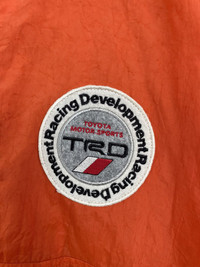 Racing Development
TOYOTA
MOTOR SPORTS
TRD
Racing Development